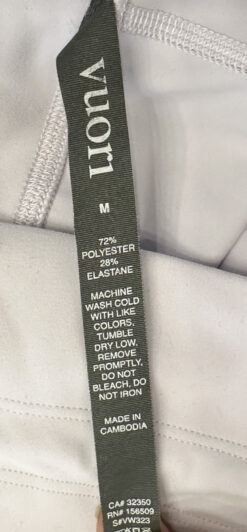 vuori
M
72%
POLYESTER
28%
ELASTANE
MACHINE
WASH COLD
WITH LIKE
COLORS,
TUMBLE
DRY LOW,
REMOVE
PROMPTLY,
DO NOT
BLEACH, DO
NOT IRON
MADE IN
CAMBODIA
CA# 32350
RN# 156509
S#VW323